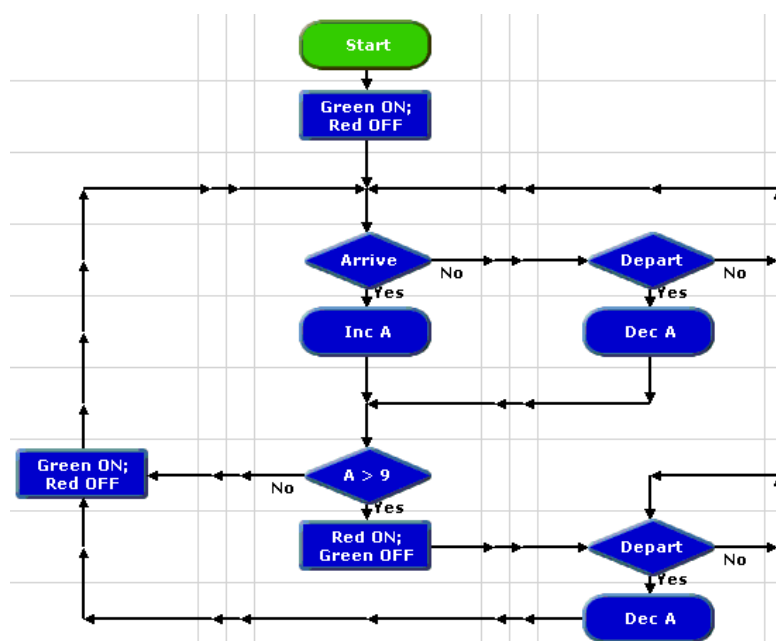 Start
Green ON;
Red OFF
Arrive
No
Depart
No
Yes
Yes
Inc A
Dec A
Green ON;
Red OFF
No
A > 9
Yes
Red ON;
Green OFF
Depart
No
Yes
Dec A